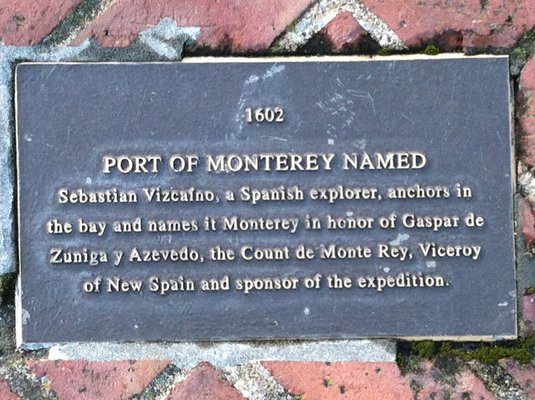 1602
PORT OF MONTEREY NAMED
Sebastian Vizcaíno, a Spanish explorer, anchors in
the bay and names it Monterey in honor of Gaspar de
Zuniga y Azevedo, the Count de Monte Rey, Viceroy
of New Spain and sponsor of the expedition.